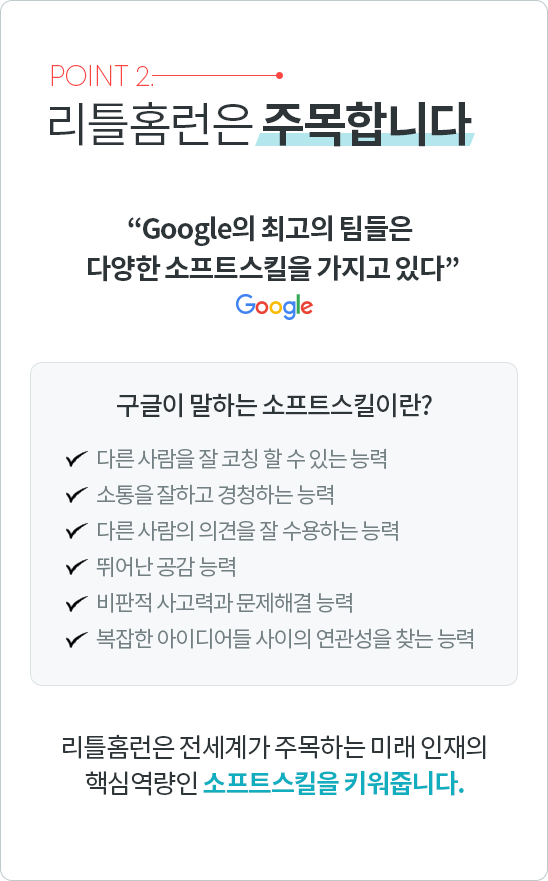 POINT 2.
리틀홈런은 주목합니다
“Google의 최고의 팀들은
다양한 소프트스킬을 가지고 있다”
Google
구글이 말하는 소프트스킬이란?
다른 사람을 잘 코칭 할 수 있는 능력
소통을 잘하고 경청하는 능력
다른 사람의 의견을 잘 수용하는 능력
뛰어난 공감 능력
비판적 사고력과 문제해결 능력
복잡한 아이디어들 사이의 연관성을 찾는 능력
리틀홈런은 전세계가 주목하는 미래 인재의
핵심역량인 소프트스킬을 키워줍니다.